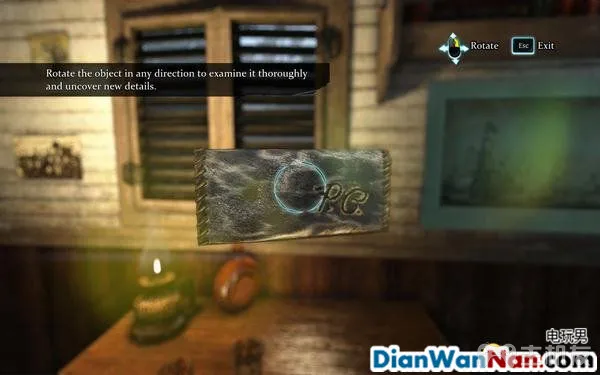 Rotate
Esc
Exit
Rotate the object in any direction to examine it thoroughly
and uncover new details.
P.G.
电玩男
DianWanNan.com